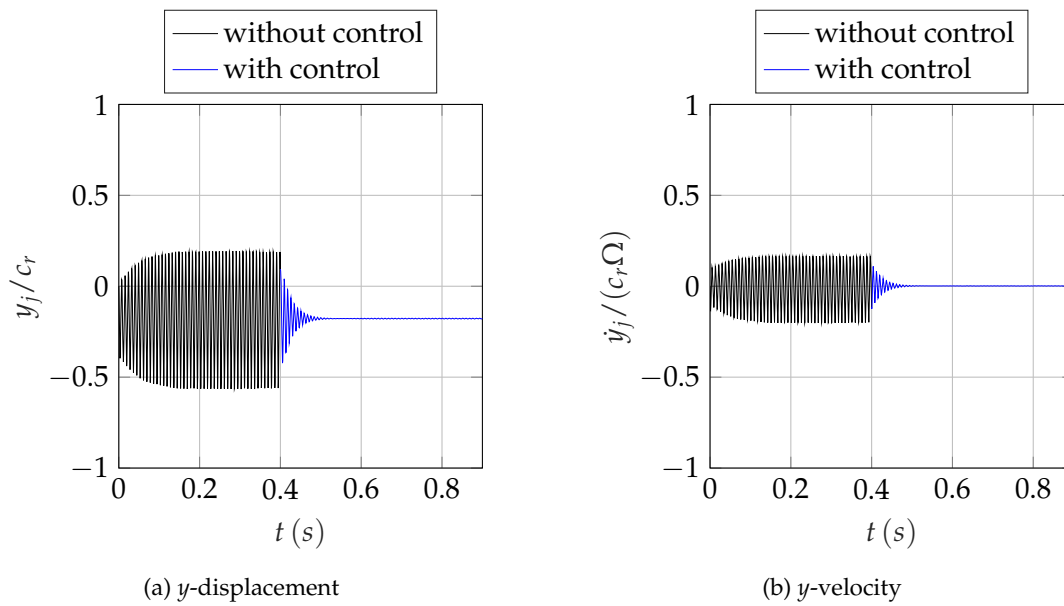 without control
with control
1
0.5
0
−0.5
−1
0
0.2
0.4
0.6
0.8
y_j/c_r
t (s)
(a) y-displacement
without control
with control
1
0.5
0
−0.5
−1
0
0.2
0.4
0.6
0.8
ẏ_j/(c_rΩ)
t (s)
(b) y-velocity